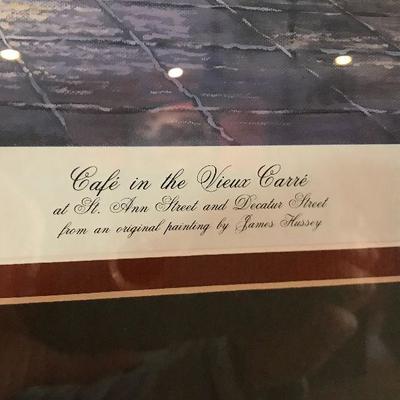 Café in the Vieux Carré
at St. Ann Street and Decatur Street
from an original painting by James Hussey